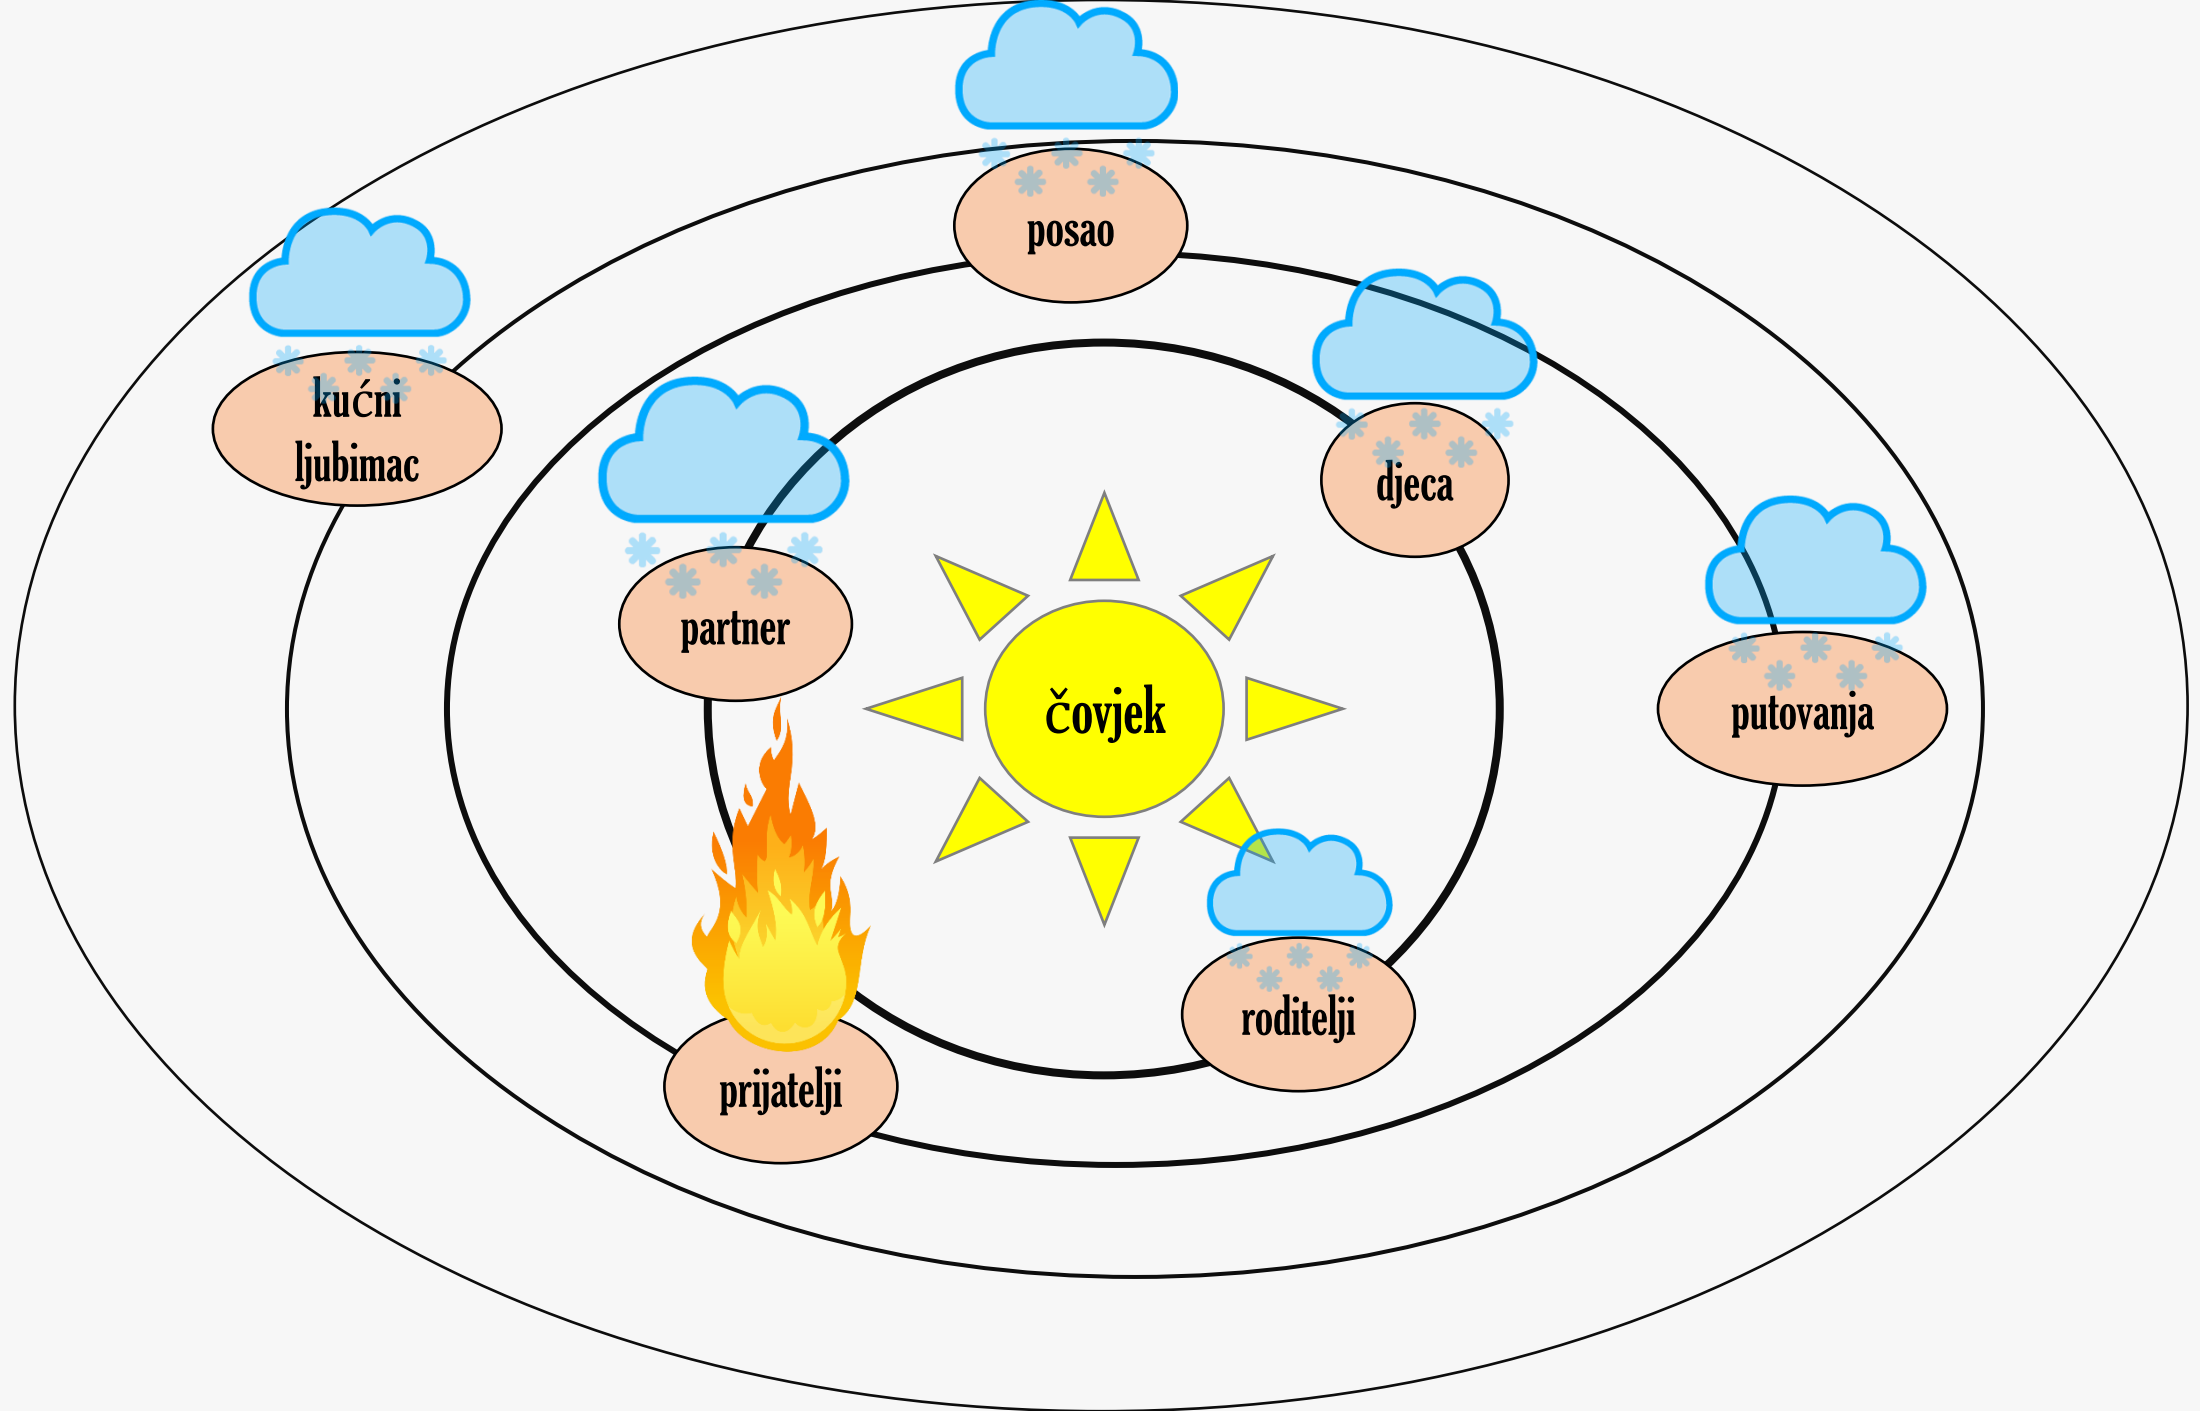 posao
kućni
ljubimac
djeca
partner
čovjek
putovanja
roditelji
prijatelji